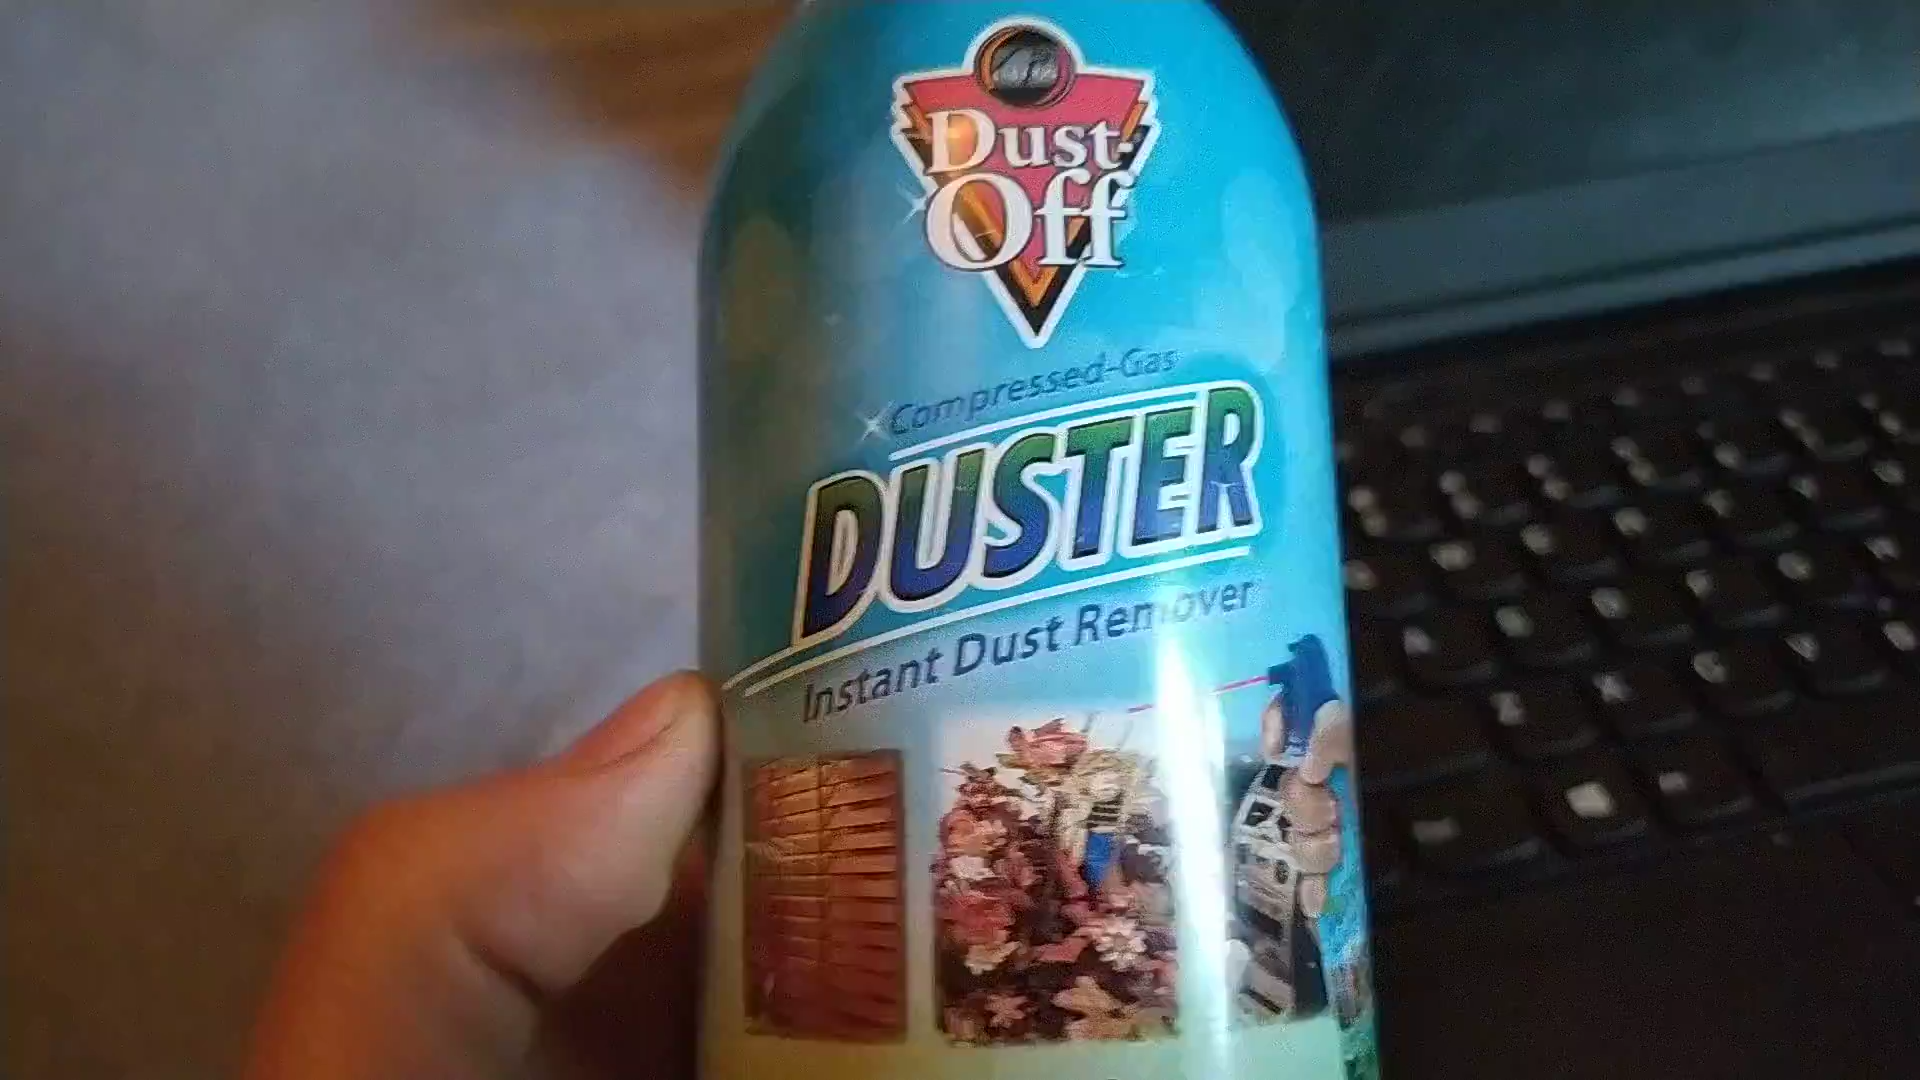 Dust-
Off
Compressed-Gas
DUSTER
Instant Dust Remover